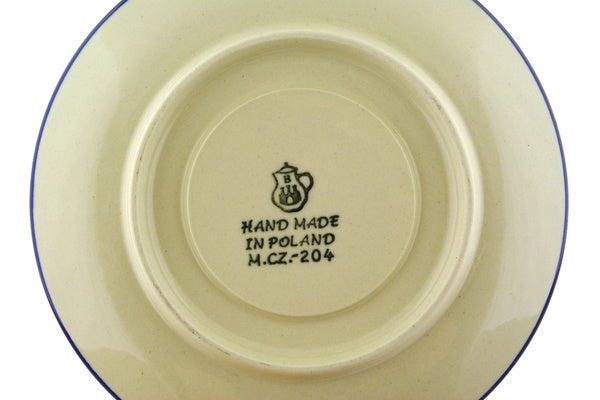 B
HAND MADE
IN POLAND
M.CZ.-204